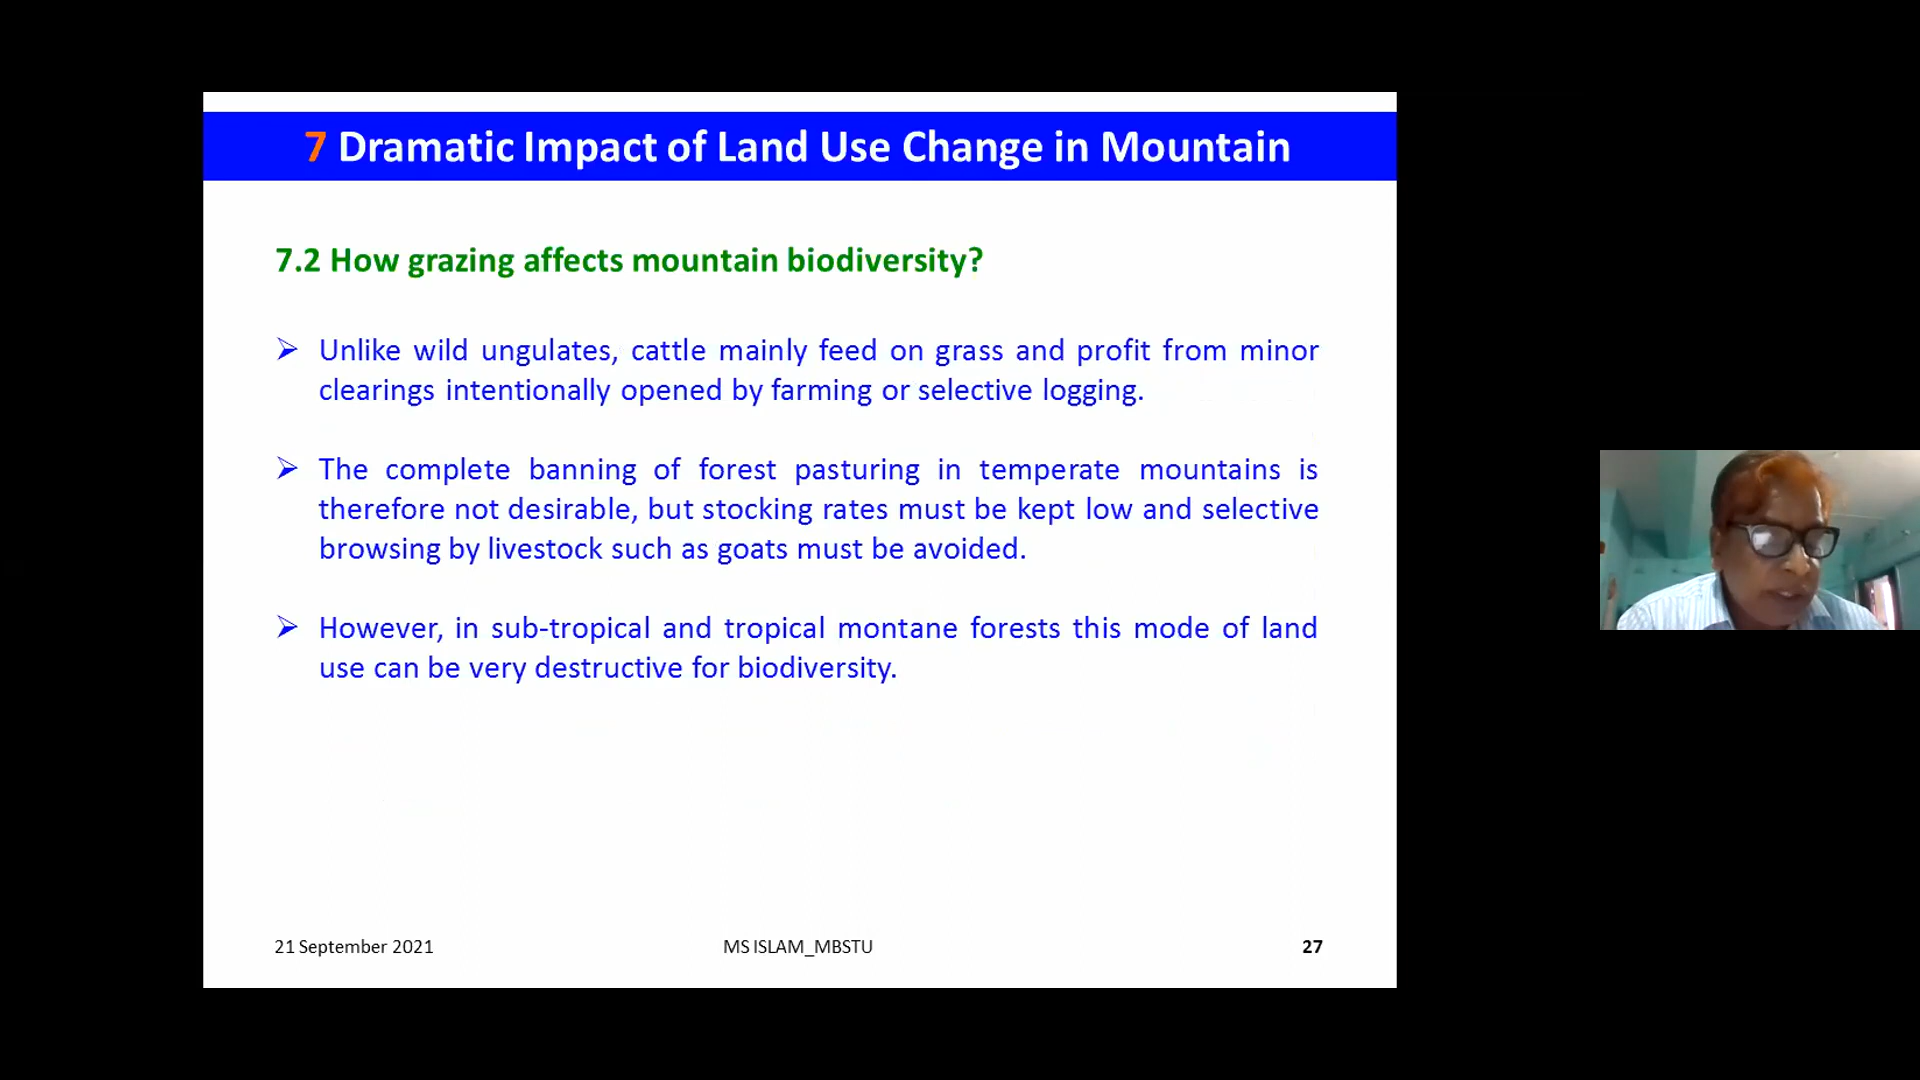 7 Dramatic Impact of Land Use Change in Mountain
7.2 How grazing affects mountain biodiversity?
➢ Unlike wild ungulates, cattle mainly feed on grass and profit from minor
clearings intentionally opened by farming or selective logging.
➢ The complete banning of forest pasturing in temperate mountains is
therefore not desirable, but stocking rates must be kept low and selective
browsing by livestock such as goats must be avoided.
➢ However, in sub-tropical and tropical montane forests this mode of land
use can be very destructive for biodiversity.
21 September 2021
MS ISLAM_MBSTU
27